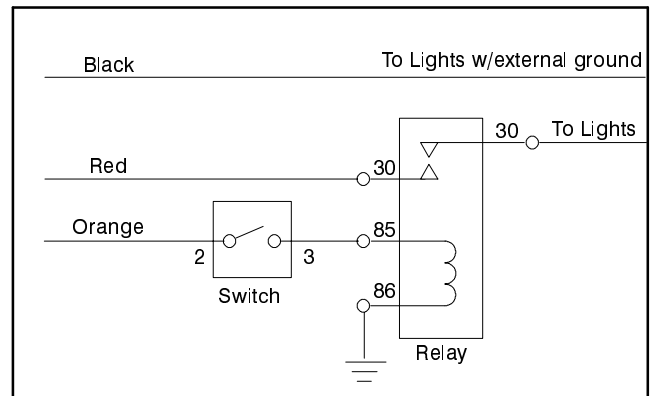 Black
To Lights w/external ground
30
To Lights
Red
30
Orange
85
2
3
86
Switch
Relay